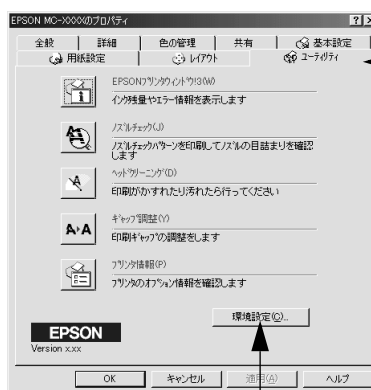 EPSON MC-XXXXのプロパティ
全般 詳細 色の管理 共有 基本設定
用紙設定 レイアウト ユーティリティ
EPSONプリンタウィンドウ!3(W)
インク残量やエラー情報を表示します
ノズルチェック(J)
ノズルチェックパターンを印刷してノズルの目詰まりを確認
します
ヘッドクリーニング(D)
印刷がかすれたり汚れたら行ってください
ギャップ調整(Y)
印刷ギャップの調整をします
プリンタ情報(P)
プリンタのオプション情報を確認します
環境設定(C)...
EPSON
Version x.xx
OK キャンセル 適用(A) ヘルプ